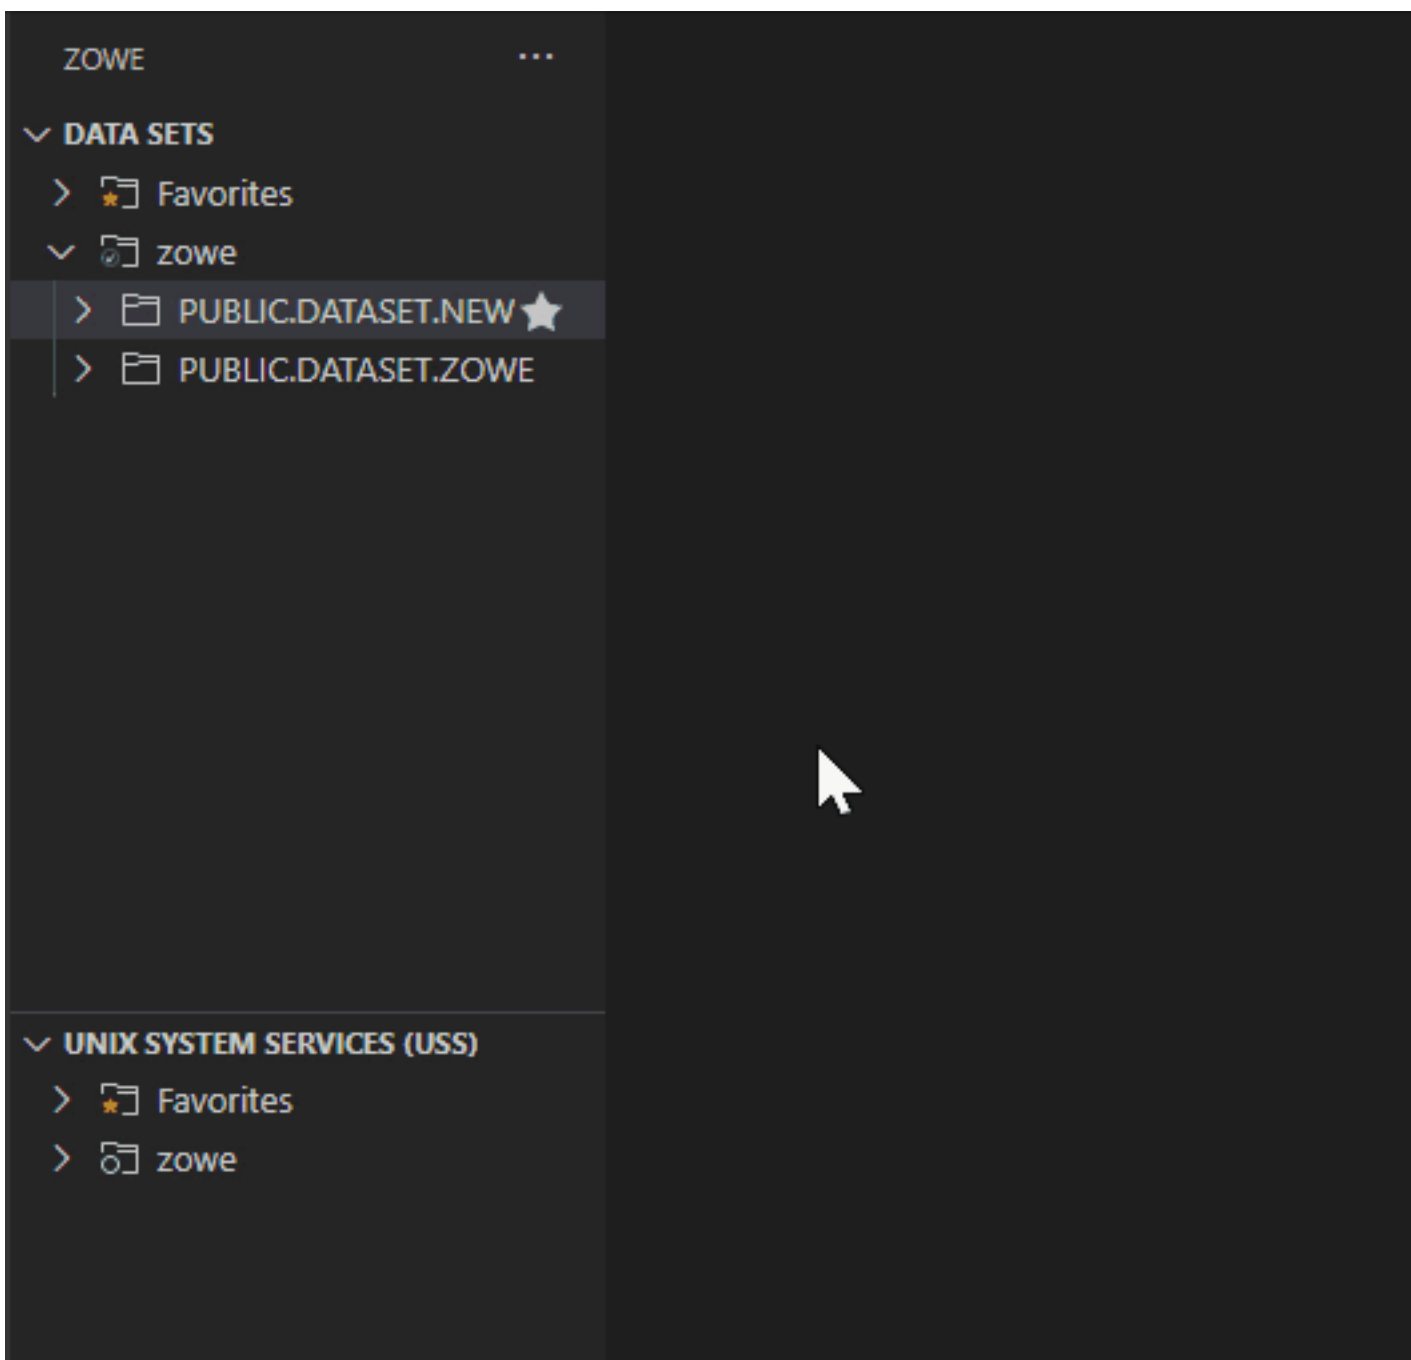 ZOWE
DATA SETS
Favorites
zowe
PUBLIC.DATASET.NEW
PUBLIC.DATASET.ZOWE
UNIX SYSTEM SERVICES (USS)
Favorites
zowe